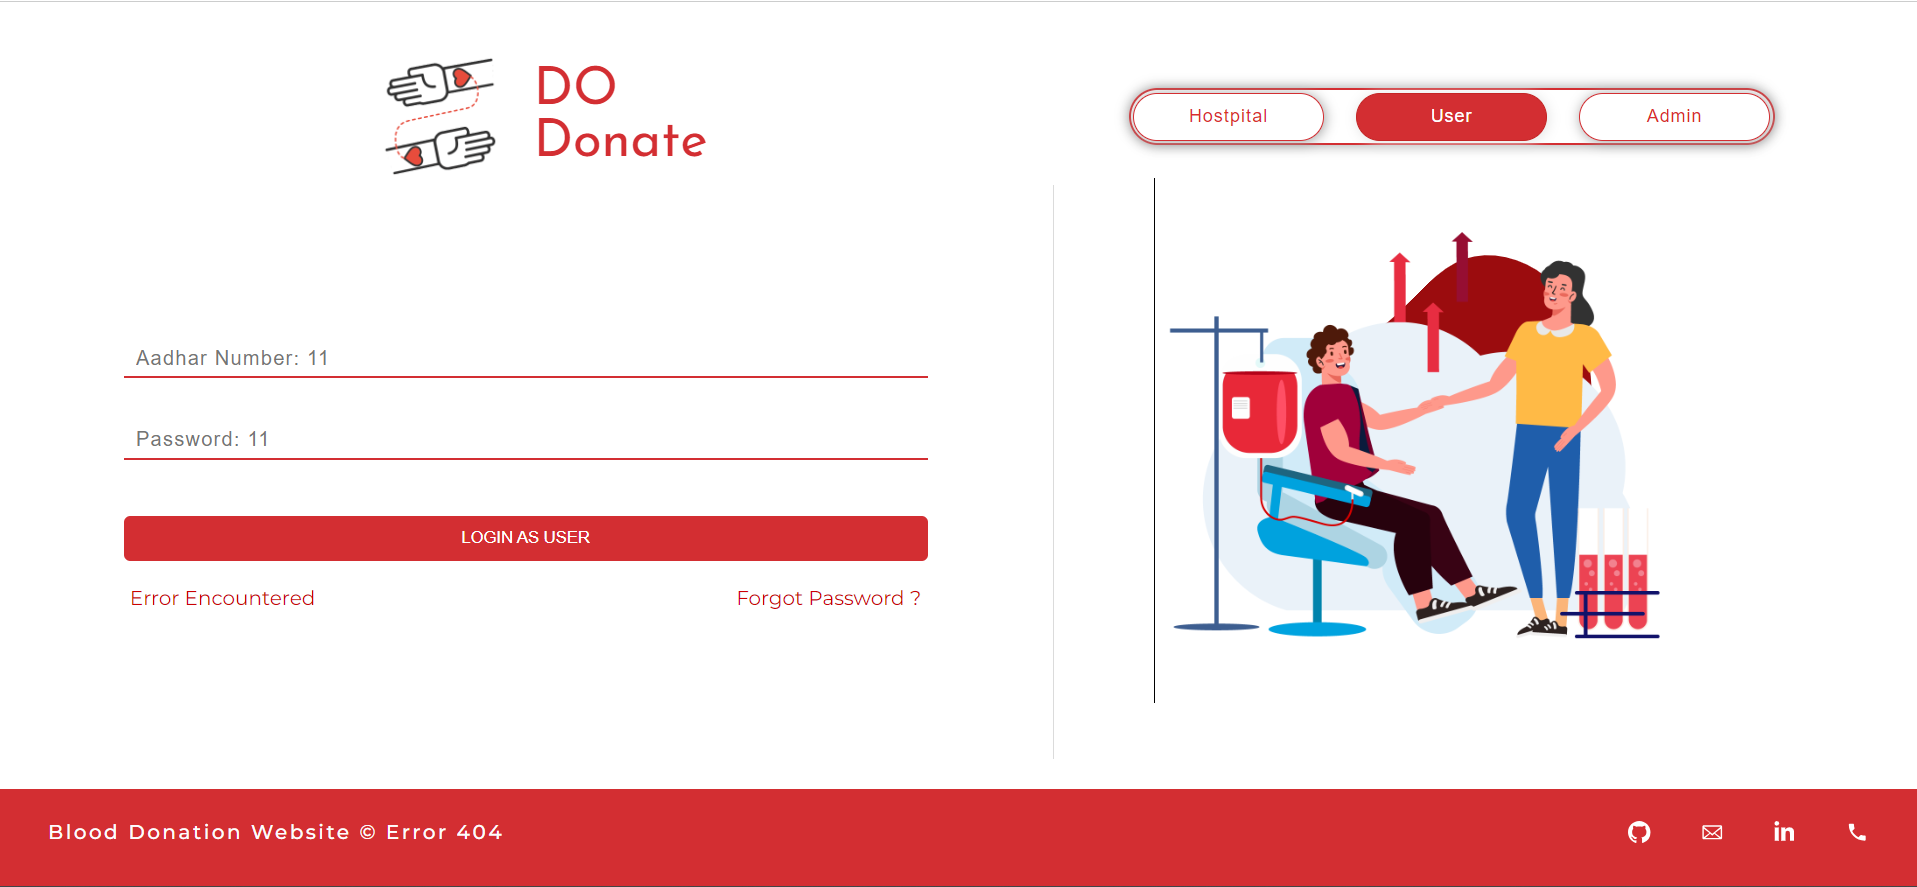 DO
Donate
Hostpital
User
Admin
Aadhar Number: 11
Password: 11
LOGIN AS USER
Error Encountered
Forgot Password ?
Blood Donation Website © Error 404
in